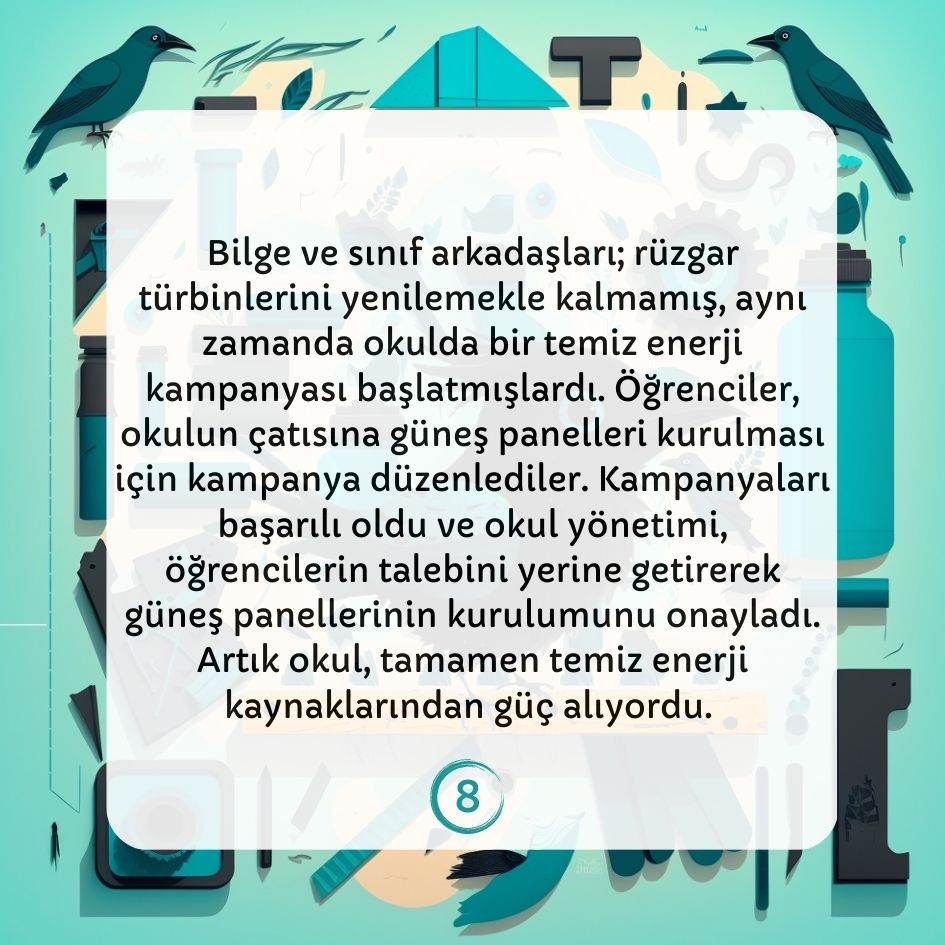 Bilge ve sınıf arkadaşları; rüzgar
türbinlerini yenilemekle kalmamış, aynı
zamanda okulda bir temiz enerji
kampanyası başlatmışlardı. Öğrenciler,
okulun çatısına güneş panelleri kurulması
için kampanya düzenlediler. Kampanyaları
başarılı oldu ve okul yönetimi,
öğrencilerin talebini yerine getirerek
güneş panellerinin kurulumunu onayladı.
Artık okul, tamamen temiz enerji
kaynaklarından güç alıyordu.
8